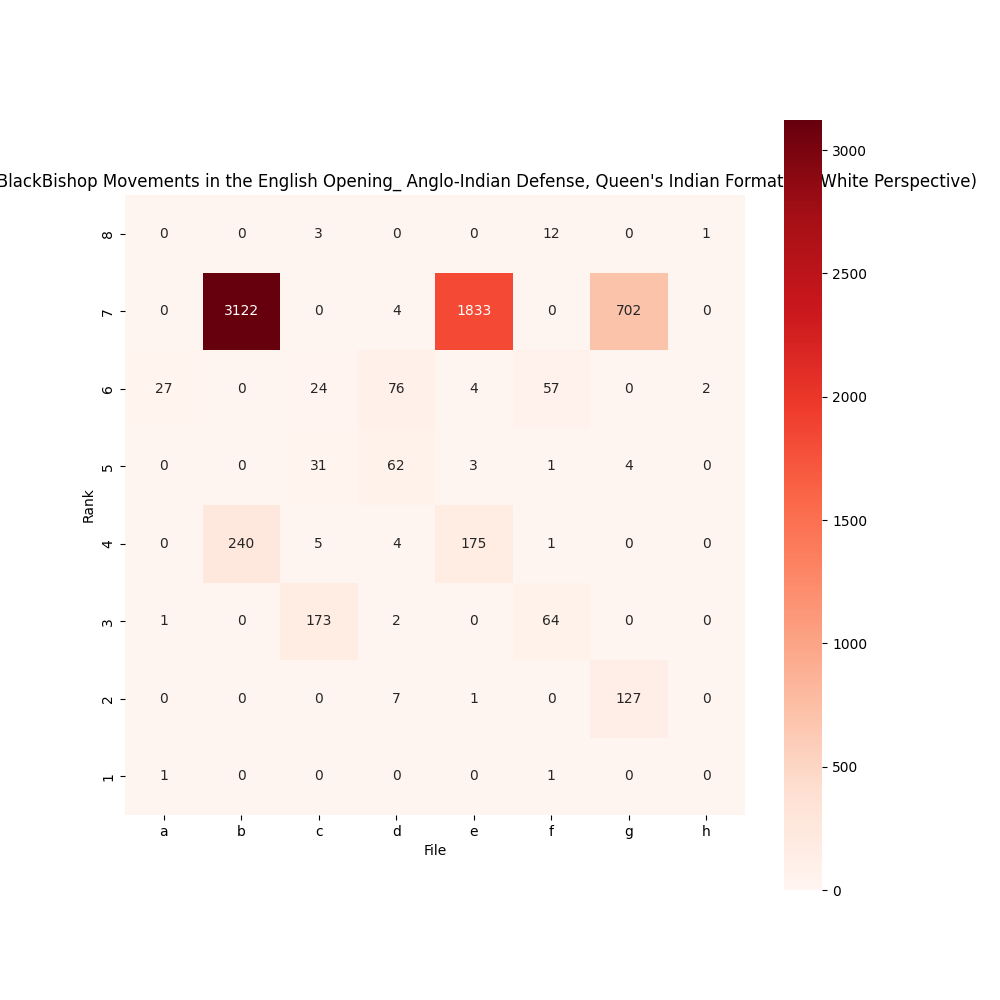 BlackBishop Movements in the English Opening_ Anglo-Indian Defense, Queen's Indian Format White Perspective)
3000
2500
2000
1500
1000
500
0
Rank
8 0 0 3 0 0 12 0 1
7 0 3122 0 4 1833 0 702 0
6 27 0 24 76 4 57 0 2
5 0 0 31 62 3 1 4 0
4 0 240 5 4 175 1 0 0
3 1 0 173 2 0 64 0 0
2 0 0 0 7 1 0 127 0
1 1 0 0 0 0 1 0 0
a b c d e f g h
File